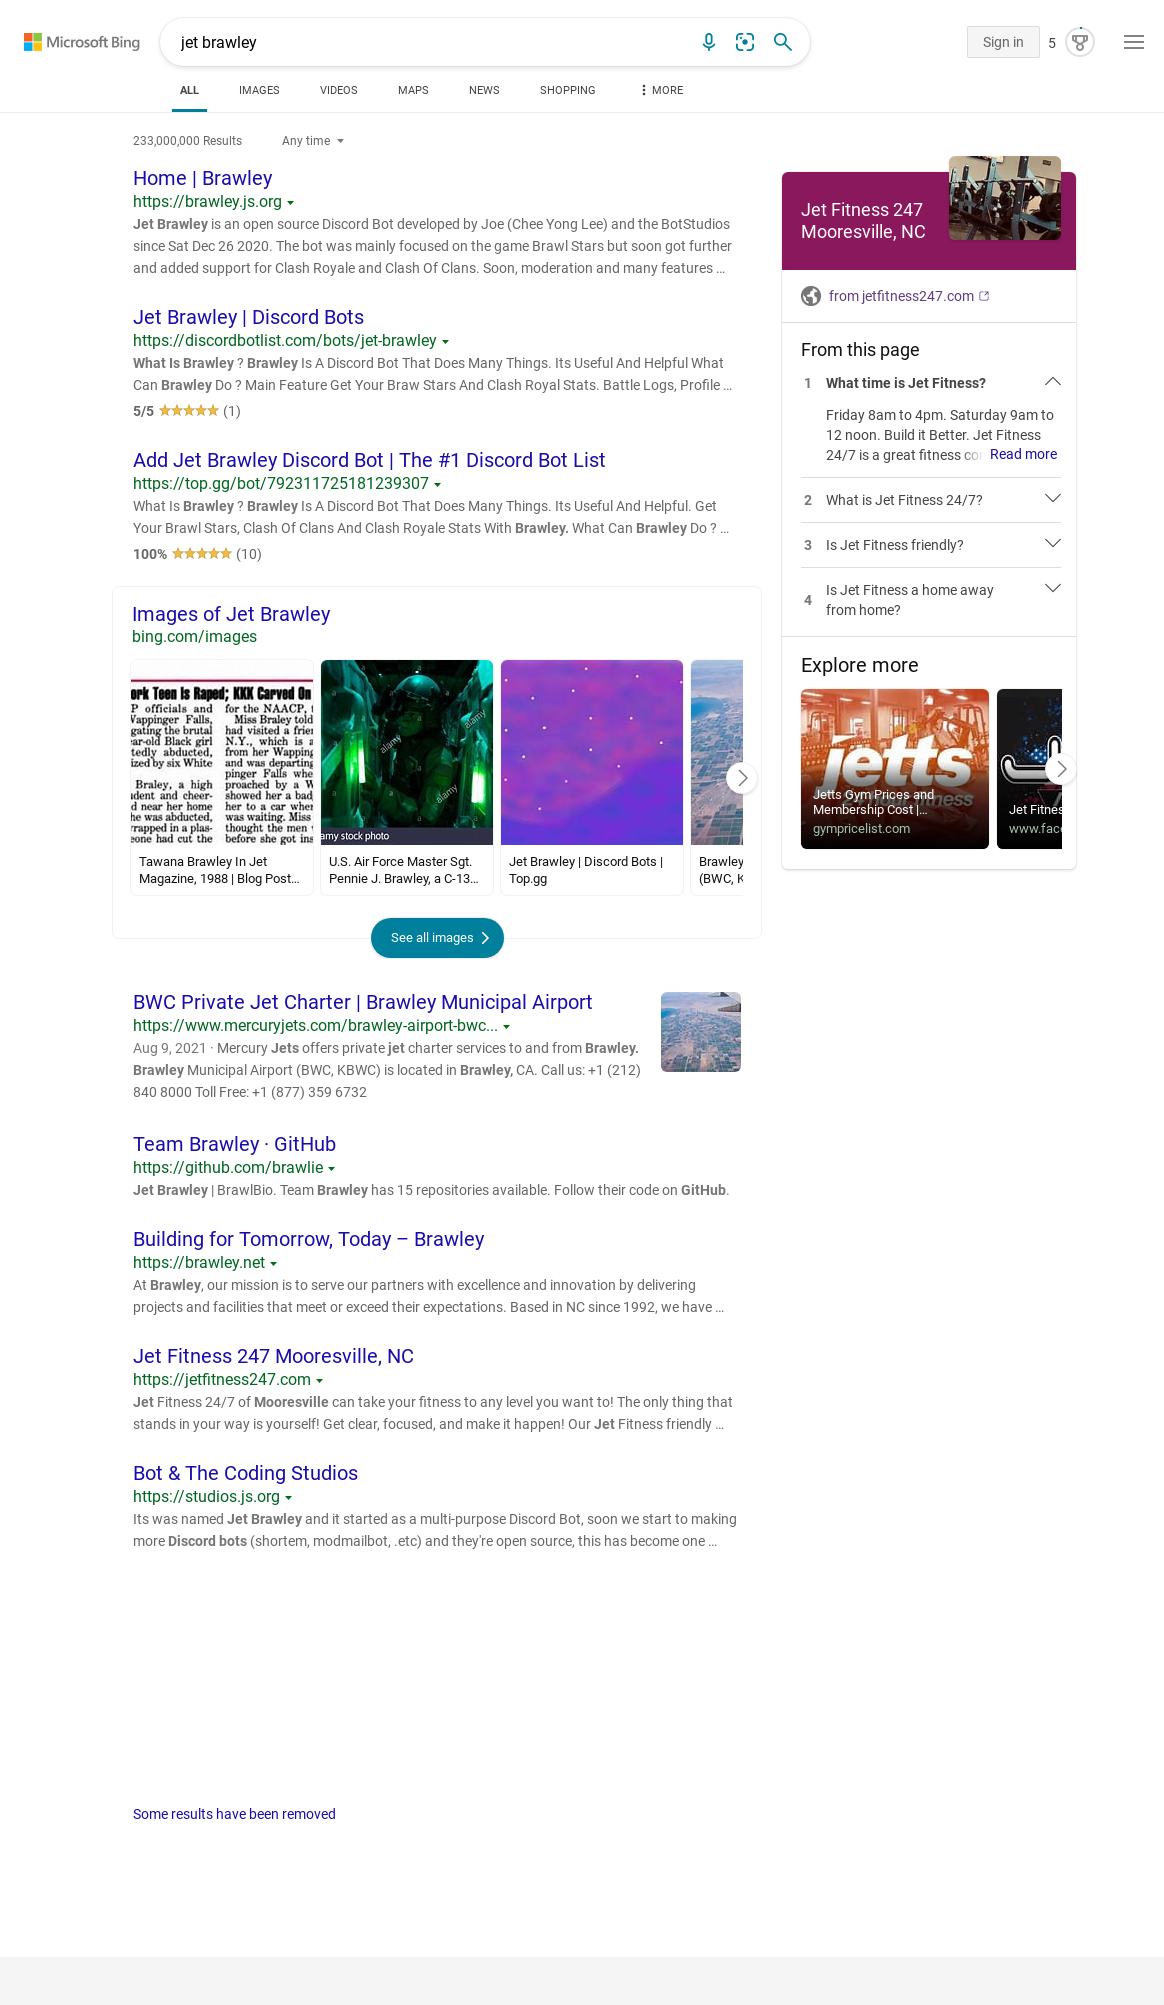 Microsoft Bing
jet brawley
Sign in
5
ALL
IMAGES
VIDEOS
MAPS
NEWS
SHOPPING
MORE
233,000,000 Results
Any time
Home | Brawley
https://brawley.js.org
Jet Brawley is an open source Discord Bot developed by Joe (Chee Yong Lee) and the BotStudios
since Sat Dec 26 2020. The bot was mainly focused on the game Brawl Stars but soon got further
and added support for Clash Royale and Clash Of Clans. Soon, moderation and many features …
Jet Brawley | Discord Bots
https://discordbotlist.com/bots/jet-brawley
What Is Brawley ? Brawley Is A Discord Bot That Does Many Things. Its Useful And Helpful What
Can Brawley Do ? Main Feature Get Your Braw Stars And Clash Royal Stats. Battle Logs, Profile …
5/5 (1)
Add Jet Brawley Discord Bot | The #1 Discord Bot List
https://top.gg/bot/792311725181239307
What Is Brawley ? Brawley Is A Discord Bot That Does Many Things. Its Useful And Helpful. Get
Your Brawl Stars, Clash Of Clans And Clash Royale Stats With Brawley. What Can Brawley Do ? …
100% (10)
Images of Jet Brawley
bing.com/images
ork Teen Is Raped; KKK Carved On
P officials and
Wappinger Falls,
gating the brutal
ear-old Black girl
tedly abducted,
ized by six White
Braley, a high
dent and cheer-
d near her home
he was abducted,
wrapped in a plas-
eone had cut the
for the NAACP,
Miss Braley told
had visited a frien
N.Y., which is a
from her Wapping
and was departing
pinger Falls whe
proached by a W
showed her a bad
her to a car wher
was waiting. Miss
thought the men
before she got ins
a
a
a
a
a
alamy
alamy
alamy
amy stock photo
Tawana Brawley In Jet
Magazine, 1988 | Blog Post…
U.S. Air Force Master Sgt.
Pennie J. Brawley, a C-13…
Jet Brawley | Discord Bots |
Top.gg
Brawley
(BWC, K
See all images
BWC Private Jet Charter | Brawley Municipal Airport
https://www.mercuryjets.com/brawley-airport-bwc...
Aug 9, 2021 · Mercury Jets offers private jet charter services to and from Brawley.
Brawley Municipal Airport (BWC, KBWC) is located in Brawley, CA. Call us: +1 (212)
840 8000 Toll Free: +1 (877) 359 6732
Team Brawley · GitHub
https://github.com/brawlie
Jet Brawley | BrawlBio. Team Brawley has 15 repositories available. Follow their code on GitHub.
Building for Tomorrow, Today – Brawley
https://brawley.net
At Brawley, our mission is to serve our partners with excellence and innovation by delivering
projects and facilities that meet or exceed their expectations. Based in NC since 1992, we have …
Jet Fitness 247 Mooresville, NC
https://jetfitness247.com
Jet Fitness 24/7 of Mooresville can take your fitness to any level you want to! The only thing that
stands in your way is yourself! Get clear, focused, and make it happen! Our Jet Fitness friendly …
Bot & The Coding Studios
https://studios.js.org
Its was named Jet Brawley and it started as a multi-purpose Discord Bot, soon we start to making
more Discord bots (shortem, modmailbot, .etc) and they're open source, this has become one …
Some results have been removed
Jet Fitness 247
Mooresville, NC
from jetfitness247.com
From this page
1 What time is Jet Fitness?
Friday 8am to 4pm. Saturday 9am to
12 noon. Build it Better. Jet Fitness
24/7 is a great fitness co Read more
2 What is Jet Fitness 24/7?
3 Is Jet Fitness friendly?
4 Is Jet Fitness a home away
from home?
Explore more
jetts
24 hour fitness
Jetts Gym Prices and
Membership Cost |…
gympricelist.com
Jet Fitnes
www.face